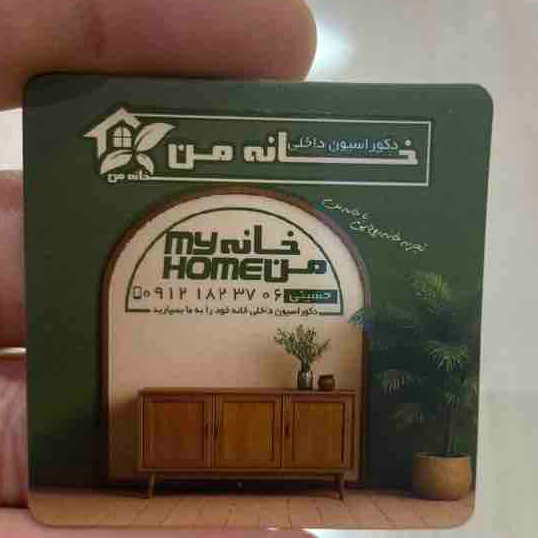 دکوراسیون داخلی
خانه من
خانه من
my خانه
HOME من
۰۹۱۲ ۱۸۲ ۳۷ ۰۶ حسینی
دکوراسیون داخلی خانه خود را به ما بسپارید